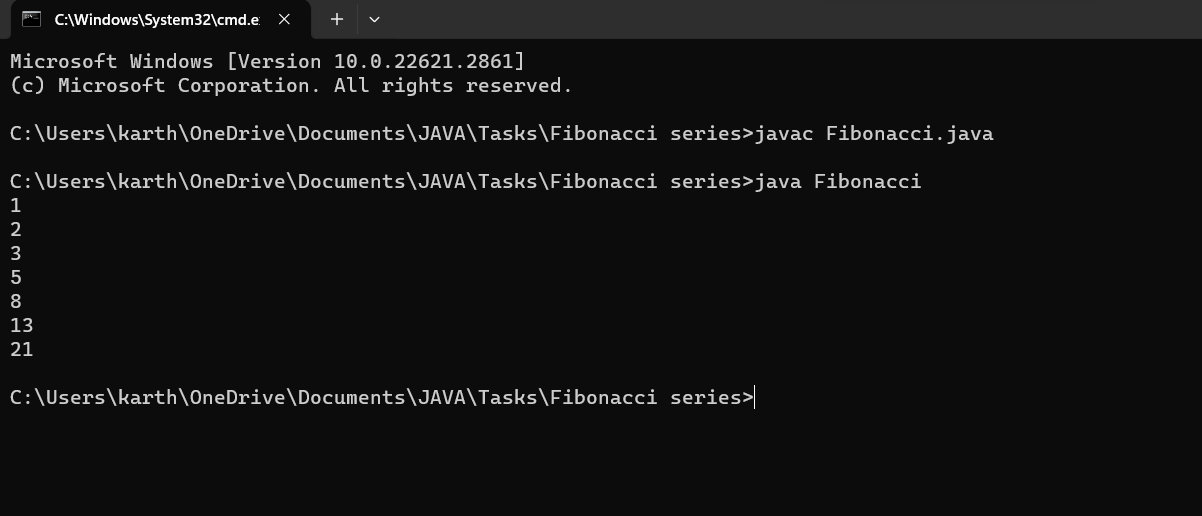 C:\Windows\System32\cmd.e
Microsoft Windows [Version 10.0.22621.2861]
(c) Microsoft Corporation. All rights reserved.
C:\Users\karth\OneDrive\Documents\JAVA\Tasks\Fibonacci series>javac Fibonacci.java
C:\Users\karth\OneDrive\Documents\JAVA\Tasks\Fibonacci series>java Fibonacci
1
2
3
5
8
13
21
C:\Users\karth\OneDrive\Documents\JAVA\Tasks\Fibonacci series>